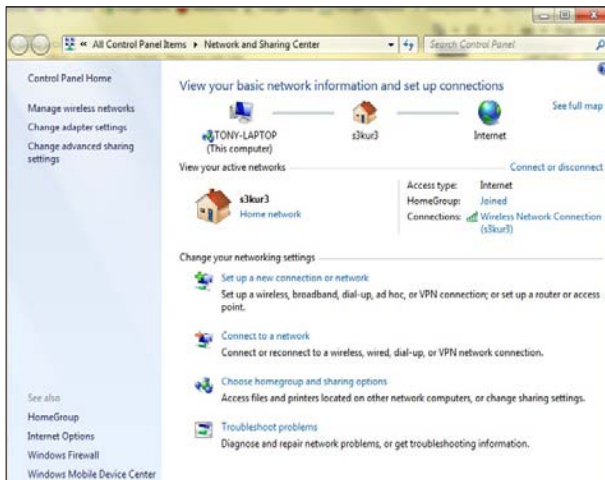 « All Control Panel Items ▸ Network and Sharing Center
Search Control Panel
Control Panel Home
Manage wireless networks
Change adapter settings
Change advanced sharing
settings
View your basic network information and set up connections
See full map
TONY-LAPTOP
(This computer)
s3kur3
Internet
View your active networks
Connect or disconnect
s3kur3
Home network
Access type: Internet
HomeGroup: Joined
Connections: Wireless Network Connection
(s3kur3)
Change your networking settings
Set up a new connection or network
Set up a wireless, broadband, dial-up, ad hoc, or VPN connection; or set up a router or access
point.
Connect to a network
Connect or reconnect to a wireless, wired, dial-up, or VPN network connection.
Choose homegroup and sharing options
Access files and printers located on other network computers, or change sharing settings.
Troubleshoot problems
Diagnose and repair network problems, or get troubleshooting information.
See also
HomeGroup
Internet Options
Windows Firewall
Windows Mobile Device Center